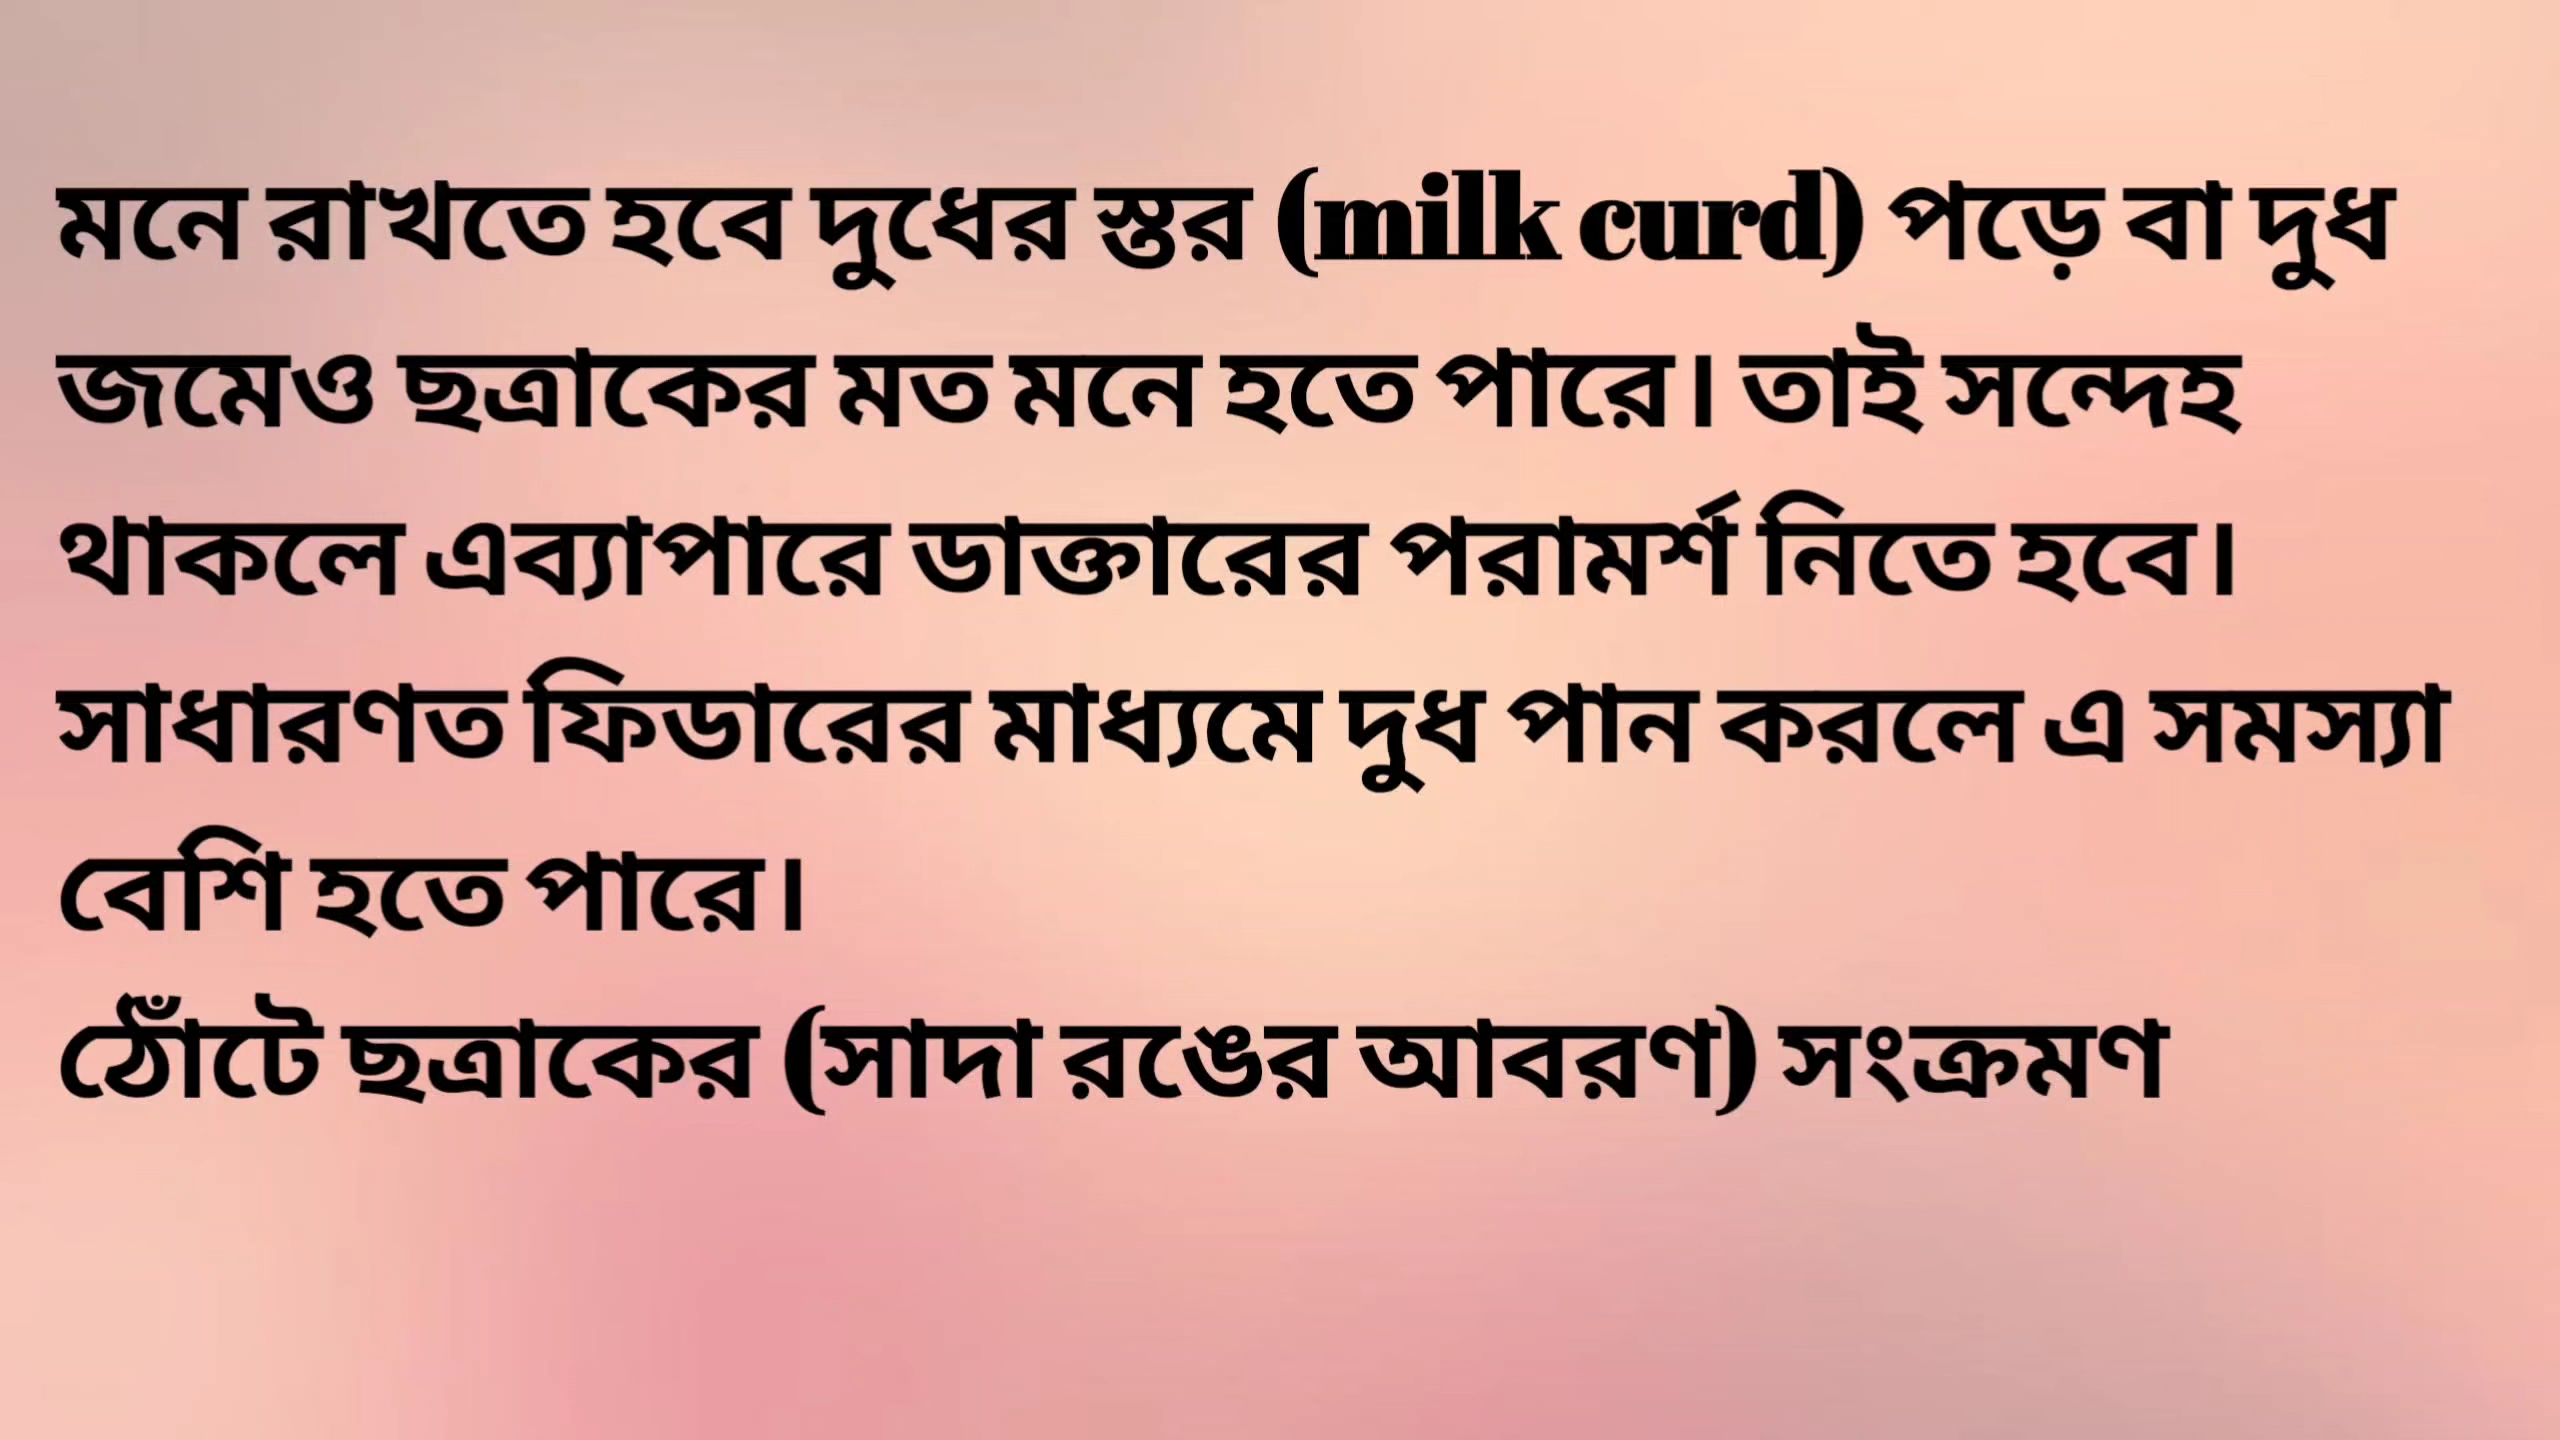 মনে রাখতে হবে দুধের স্তর (milk curd) পড়ে বা দুধ
জমেও ছত্রাকের মত মনে হতে পারে। তাই সন্দেহ
থাকলে এব্যাপারে ডাক্তারের পরামর্শ নিতে হবে।
সাধারণত ফিডারের মাধ্যমে দুধ পান করলে এ সমস্যা
বেশি হতে পারে।
ঠোঁটে ছত্রাকের (সাদা রঙের আবরণ) সংক্রমণ